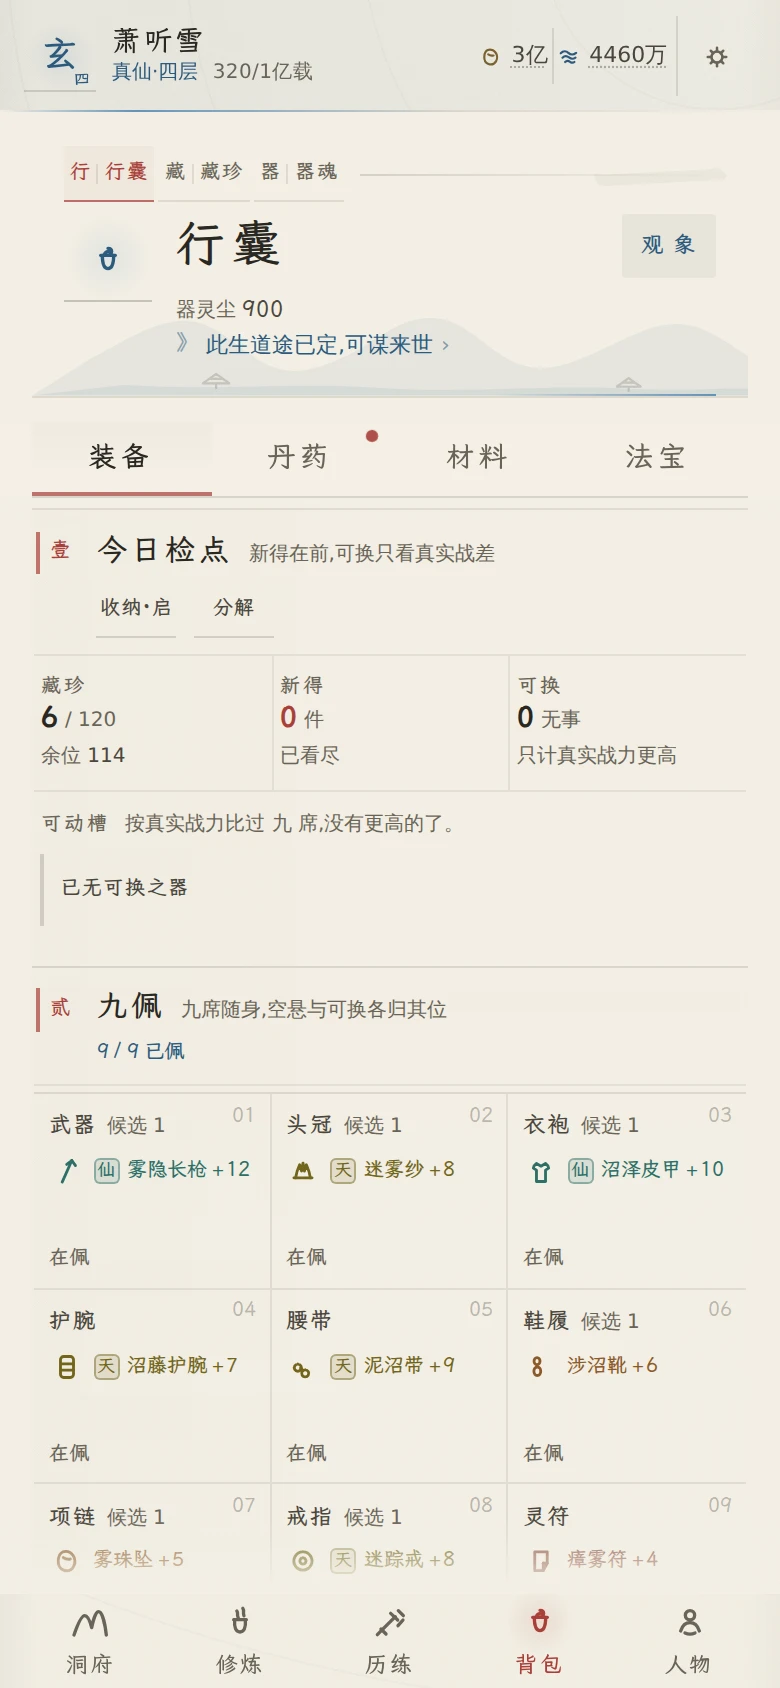 玄 四
萧听雪
真仙·四层 320/1亿载
3亿 4460万
行 行囊 藏 藏珍 器 器魂
行囊
观象
器灵尘 900
》 此生道途已定,可谋来世 ›
装备 丹药 材料 法宝
壹 今日检点 新得在前,可换只看真实战差
收纳·启 分解
藏珍 新得 可换
6 / 120 0 件 0 无事
余位 114 已看尽 只计真实战力更高
可动槽 按真实战力比过 九 席,没有更高的了。
已无可换之器
贰 九佩 九席随身,空悬与可换各归其位
9 / 9 已佩
武器 候选 1 01 头冠 候选 1 02 衣袍 候选 1 03
仙 雾隐长枪 +12 天 迷雾纱 +8 仙 沼泽皮甲 +10
在佩 在佩 在佩
护腕 04 腰带 05 鞋履 候选 1 06
天 沼藤护腕 +7 天 泥沼带 +9 涉沼靴 +6
在佩 在佩 在佩
项链 候选 1 07 戒指 候选 1 08 灵符 09
雾珠坠 +5 天 迷踪戒 +8 瘴雾符 +4
洞府 修炼 历练 背包 人物